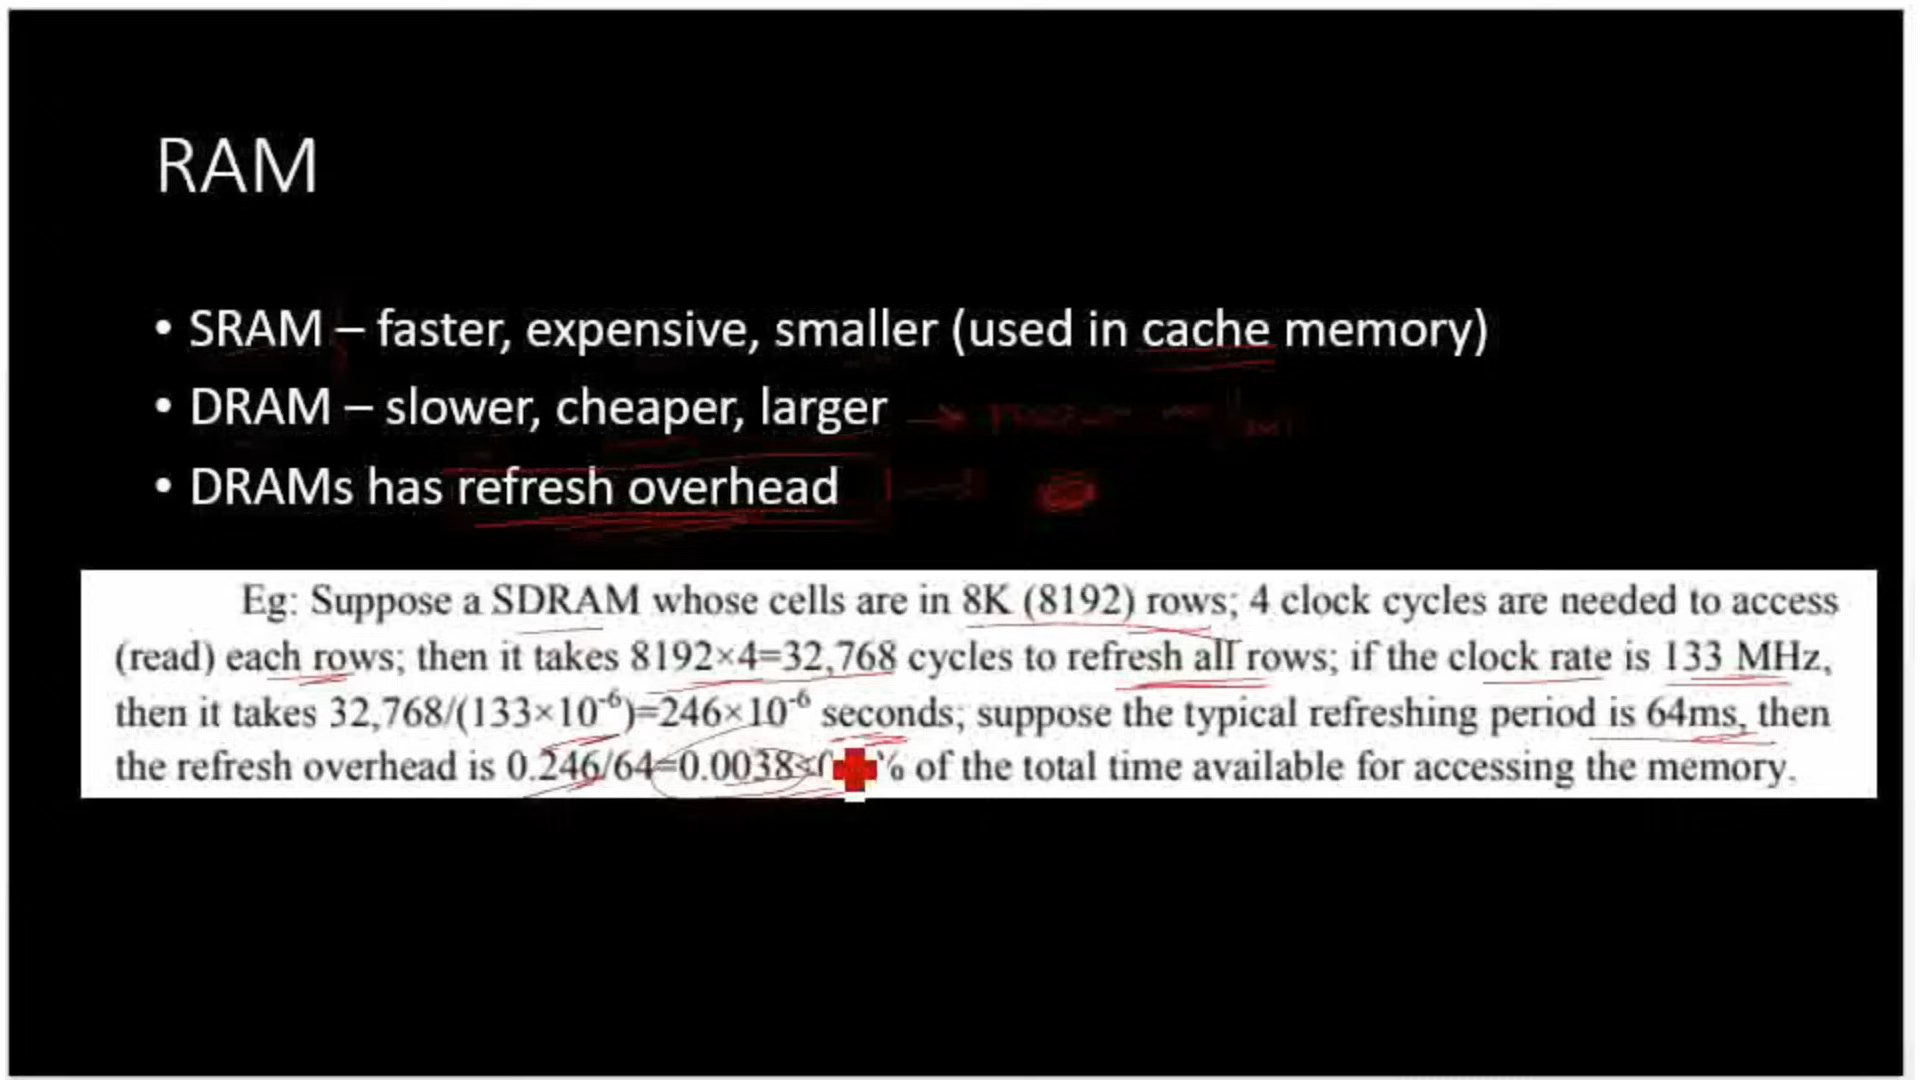 RAM
• SRAM – faster, expensive, smaller (used in cache memory)
• DRAM – slower, cheaper, larger
• DRAMs has refresh overhead
Eg: Suppose a SDRAM whose cells are in 8K (8192) rows; 4 clock cycles are needed to access
(read) each rows; then it takes 8192×4=32,768 cycles to refresh all rows; if the clock rate is 133 MHz,
then it takes 32,768/(133×10⁻⁶)=246×10⁻⁶ seconds; suppose the typical refreshing period is 64ms, then
the refresh overhead is 0.246/64=0.0038< % of the total time available for accessing the memory.